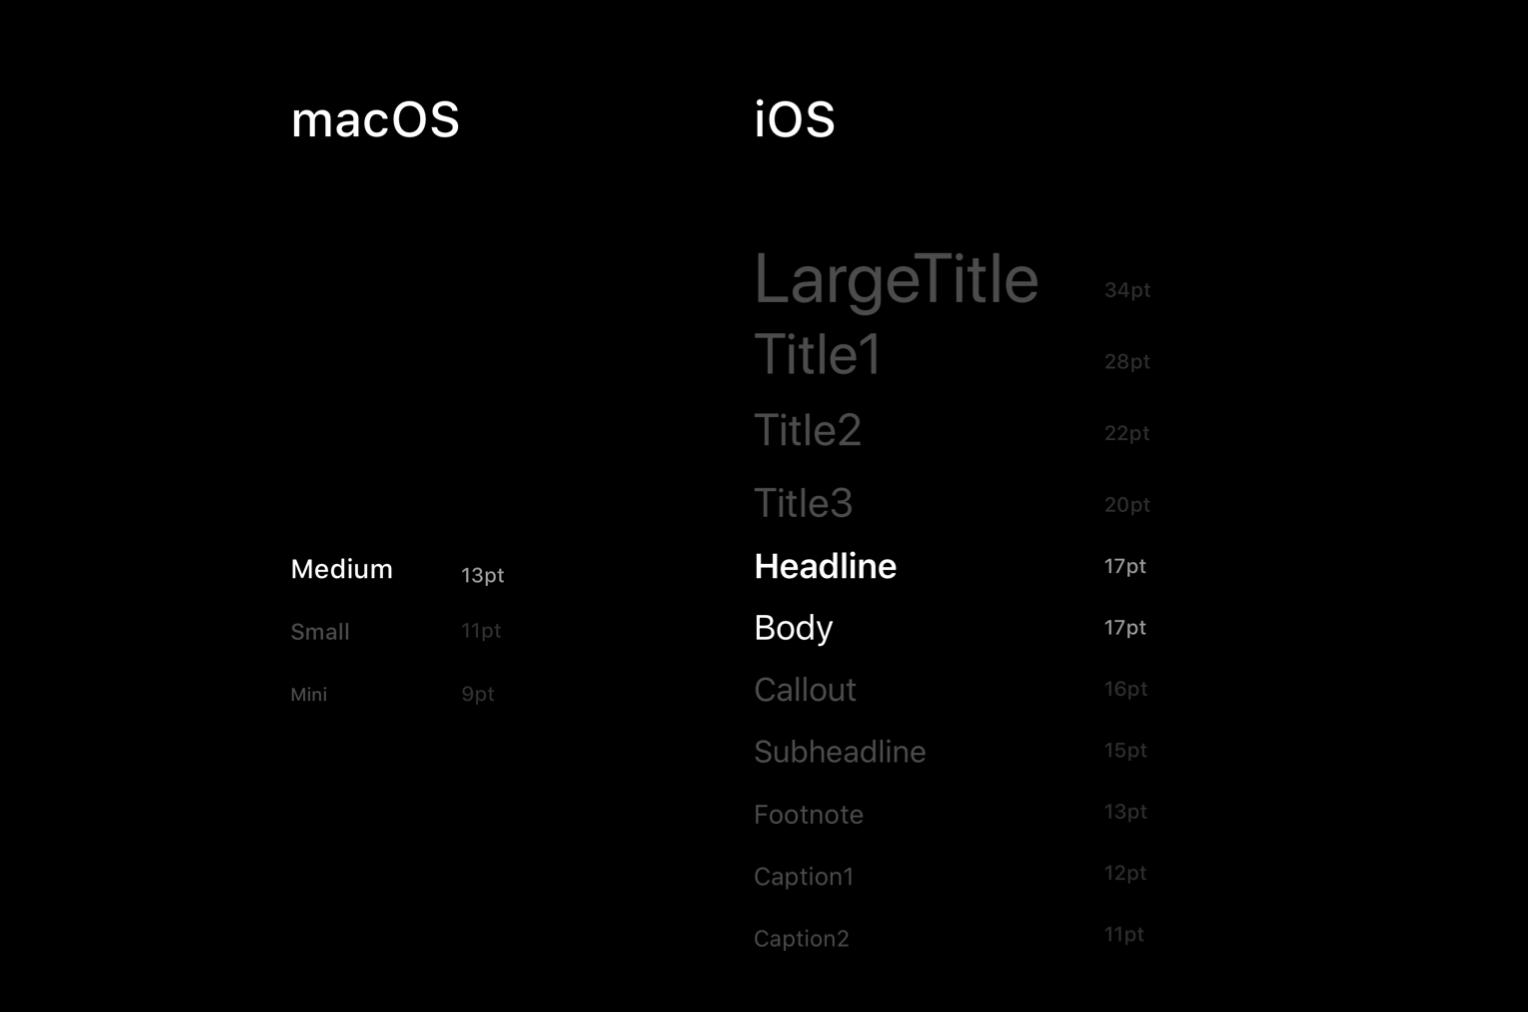 macOS
iOS
LargeTitle 34pt
Title1 28pt
Title2 22pt
Title3 20pt
Medium 13pt
Headline 17pt
Body 17pt
Small 11pt
Callout 16pt
Mini 9pt
Subheadline 15pt
Footnote 13pt
Caption1 12pt
Caption2 11pt